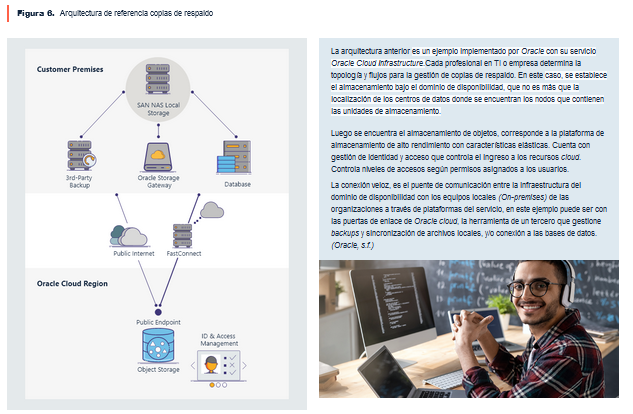 Figura 6. Arquitectura de referencia copias de respaldo
Customer Premises
SAN NAS Local
Storage
3rd-Party
Backup
Oracle Storage
Gateway
Database
Public Internet
FastConnect
Oracle Cloud Region
Public Endpoint
Object Storage
ID & Access
Management
La arquitectura anterior es un ejemplo implementado por Oracle con su servicio
Oracle Cloud Infrastructure Cada profesional en TI o empresa determina la
topología y flujos para la gestión de copias de respaldo. En este caso, se establece
el almacenamiento bajo el dominio de disponibilidad, que no es más que la
localización de los centros de datos donde se encuentran los nodos que contienen
las unidades de almacenamiento.
Luego se encuentra el almacenamiento de objetos, corresponde a la plataforma de
almacenamiento de alto rendimiento con características elásticas. Cuenta con
gestión de identidad y acceso que controla el ingreso a los recursos cloud.
Controla niveles de accesos según permisos asignados a los usuarios.
La conexión veloz, es el puente de comunicación entre la infraestructura del
dominio de disponibilidad con los equipos locales (On-premises) de las
organizaciones a través de plataformas del servicio, en este ejemplo puede ser con
las puertas de enlace de Oracle cloud, la herramienta de un tercero que gestione
backups y sincronización de archivos locales, y/o conexión a las bases de datos.
(Oracle, s.f.)